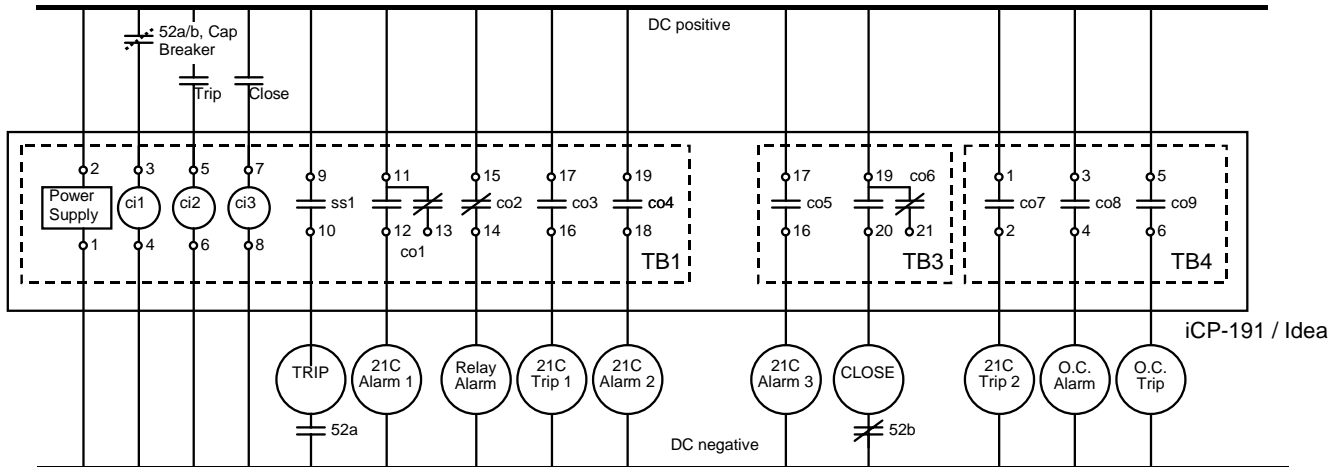 DC positive
52a/b, Cap
Breaker
Trip
Close
2
3
5
7
9
11
15
17
19
17
19
co6
1
3
5
Power
Supply
ci1
ci2
ci3
ss1
co2
co3
co4
co5
co7
co8
co9
1
4
6
8
10
12
13
14
16
18
16
20
21
2
4
6
co1
TB1
TB3
TB4
iCP-191 / Idea
TRIP
21C
Alarm 1
Relay
Alarm
21C
Trip 1
21C
Alarm 2
21C
Alarm 3
CLOSE
21C
Trip 2
O.C.
Alarm
O.C.
Trip
52a
52b
DC negative